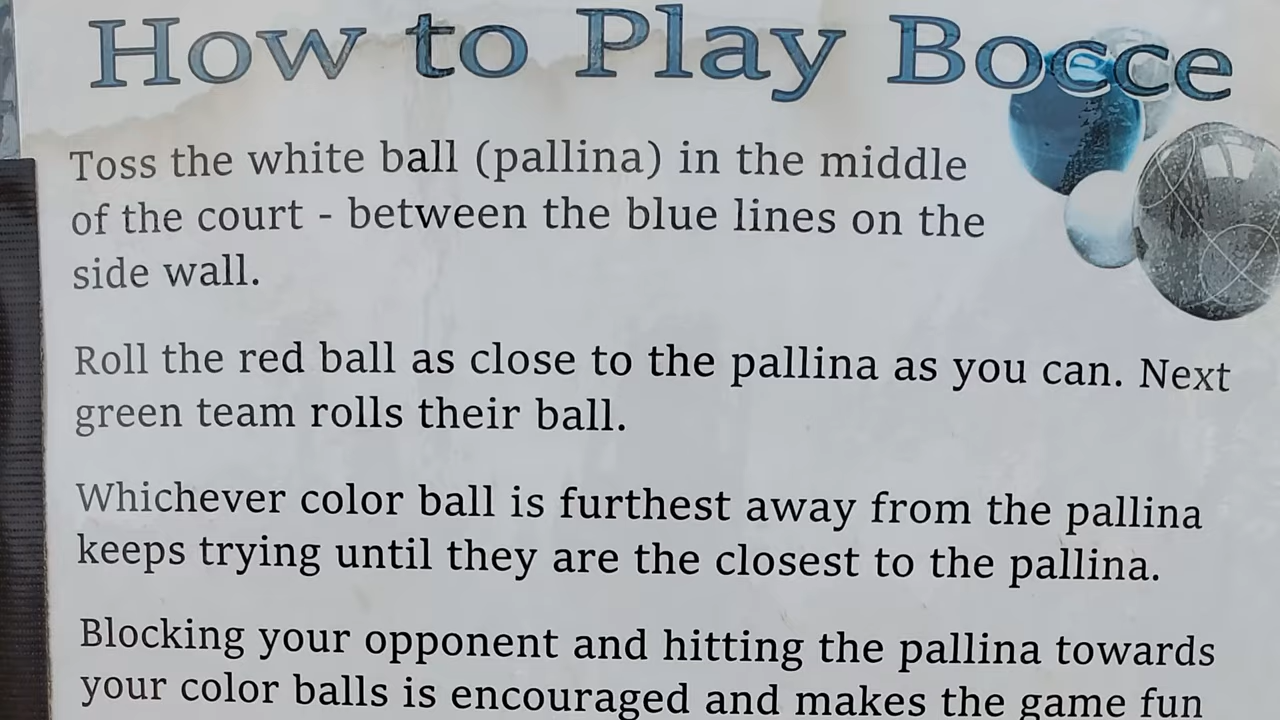 How to Play Bocce
Toss the white ball (pallina) in the middle
of the court - between the blue lines on the
side wall.
Roll the red ball as close to the pallina as you can. Next
green team rolls their ball.
Whichever color ball is furthest away from the pallina
keeps trying until they are the closest to the pallina.
Blocking your opponent and hitting the pallina towards
your color balls is encouraged and makes the game fun